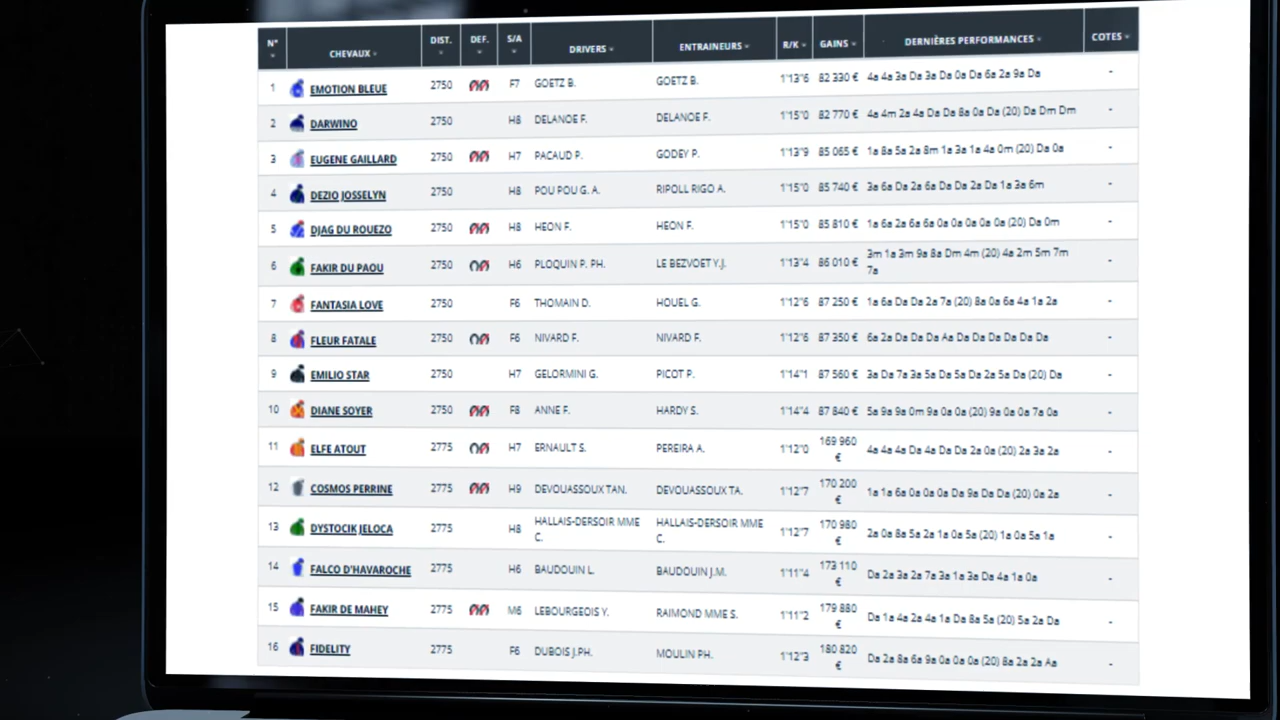 N° CHEVAUX DIST. DEF. S/A DRIVERS ENTRAINEURS R/K GAINS DERNIÈRES PERFORMANCES COTES
1 EMOTION BLEUE 2750 F7 GOETZ B. GOETZ B. 1'13"6 82 330 € 4a 4a 3a Da 3a Da 0a Da 6a 2a 9a Da -
2 DARWINO 2750 H8 DELANOE F. DELANOE F. 1'15"0 82 770 € 4a 4m 2a 4a Da Da 8a 0a Da (20) Da Dm Dm -
3 EUGENE GAILLARD 2750 H7 PACAUD P. GODEY P. 1'13"9 85 065 € 1a 8a 5a 2a 8m 1a 3a 1a 4a 0m (20) Da 0a -
4 DEZIO JOSSELYN 2750 H8 POU POU G. A. RIPOLL RIGO A. 1'15"0 85 740 € 3a 6a Da 2a 6a Da Da 2a Da 1a 3a 6m -
5 DJAG DU ROUEZO 2750 H8 HEON F. HEON F. 1'15"0 85 810 € 1a 6a 2a 6a 6a 0a 0a 0a 0a 0a (20) Da 0m -
6 FAKIR DU PAOU 2750 H6 PLOQUIN P. PH. LE BEZVOET Y.J. 1'13"4 86 010 € 3m 1a 3m 9a 8a Dm 4m (20) 4a 2m 5m 7m -
7a
7 FANTASIA LOVE 2750 F6 THOMAIN D. HOUEL G. 1'12"6 87 250 € 1a 6a Da Da 2a 7a (20) 8a 0a 6a 4a 1a 2a -
8 FLEUR FATALE 2750 F6 NIVARD F. NIVARD F. 1'12"6 87 350 € 6a 2a Da Da Da Aa Da Da Da Da Da Da -
9 EMILIO STAR 2750 H7 GELORMINI G. PICOT P. 1'14"1 87 560 € 3a Da 7a 3a 5a Da 5a Da 2a 5a Da (20) Da -
10 DIANE SOYER 2750 F8 ANNE F. HARDY S. 1'14"4 87 840 € 5a 9a 9a 0m 9a 0a 0a (20) 9a 0a 0a 7a 0a -
11 ELFE ATOUT 2775 H7 ERNAULT S. PEREIRA A. 1'12"0 169 960 4a 4a 4a Da 4a Da Da 2a 0a (20) 2a 3a 2a -
€
12 COSMOS PERRINE 2775 H9 DEVOUASSOUX TAN. DEVOUASSOUX TA. 1'12"7 170 200 1a 1a 6a 0a 0a 0a Da 9a Da Da (20) 0a 2a -
€
13 DYSTOCIK JELOCA 2775 H8 HALLAIS-DERSOIR MME HALLAIS-DERSOIR MME 1'12"7 170 980 2a 0a 8a 5a 2a 1a 0a 5a (20) 1a 0a 5a 1a -
C. C. €
14 FALCO D'HAVAROCHE 2775 H6 BAUDOUIN L. BAUDOUIN J.M. 1'11"4 173 110 Da 2a 3a 2a 7a 3a 1a 3a Da 4a 1a 0a -
€
15 FAKIR DE MAHEY 2775 M6 LEBOURGEOIS Y. RAIMOND MME S. 1'11"2 179 880 Da 1a 4a 2a 4a 1a Da 8a 5a (20) 5a 2a Da -
€
16 FIDELITY 2775 F6 DUBOIS J.PH. MOULIN PH. 1'12"3 180 820 Da 2a 8a 6a 9a 0a 0a 0a (20) 8a 2a 2a Aa -
€